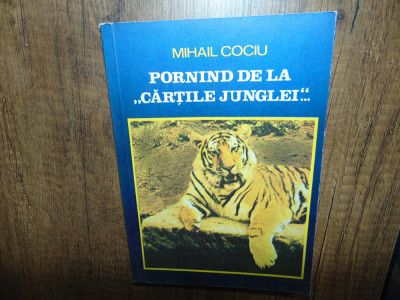 MIHAIL COCIU
PORNIND DE LA
„CĂRȚILE JUNGLEI“...